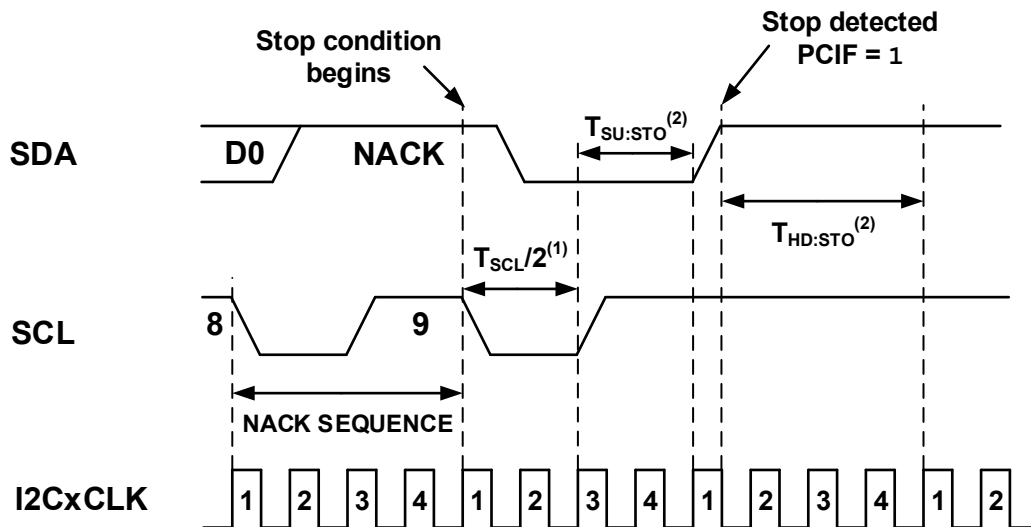 Stop condition
begins
Stop detected
PCIF = 1
SDA
D0
NACK
TSU:STO(2)
THD:STO(2)
TSCL/2(1)
SCL
8
9
NACK SEQUENCE
I2CxCLK
1 2 3 4 1 2 3 4 1 2 3 4 1 2